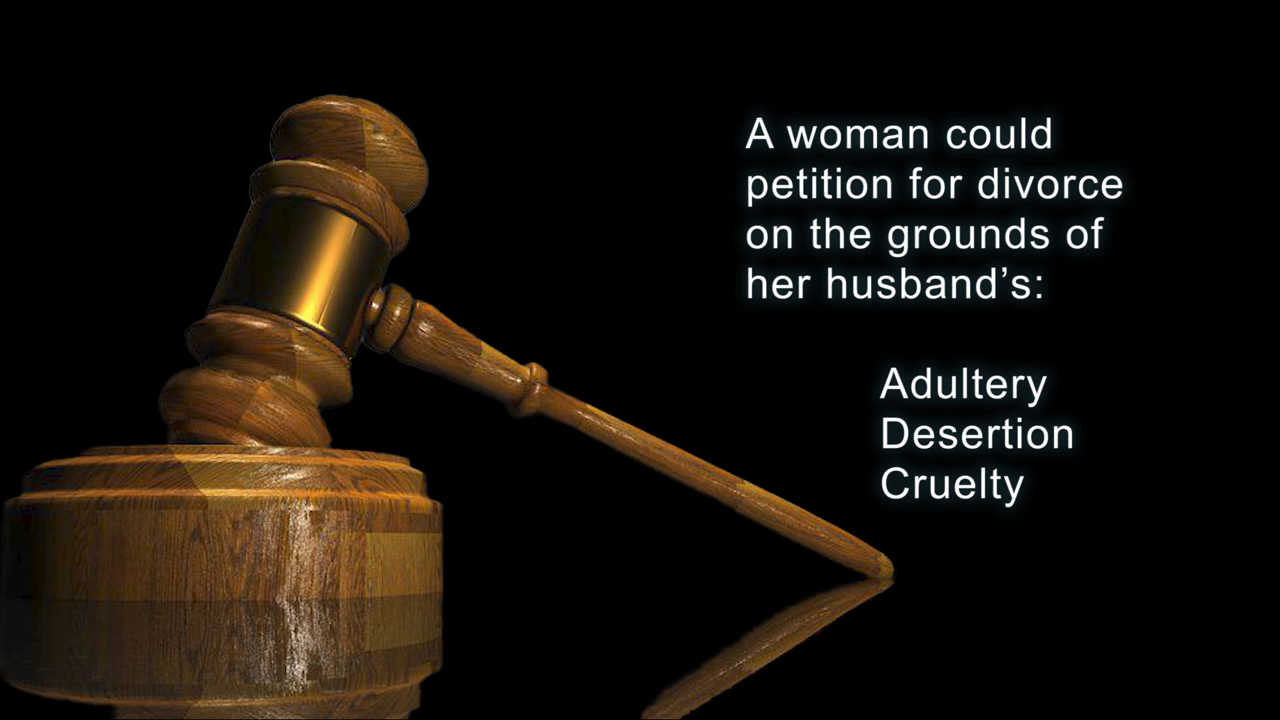 A woman could
petition for divorce
on the grounds of
her husband’s:
Adultery
Desertion
Cruelty